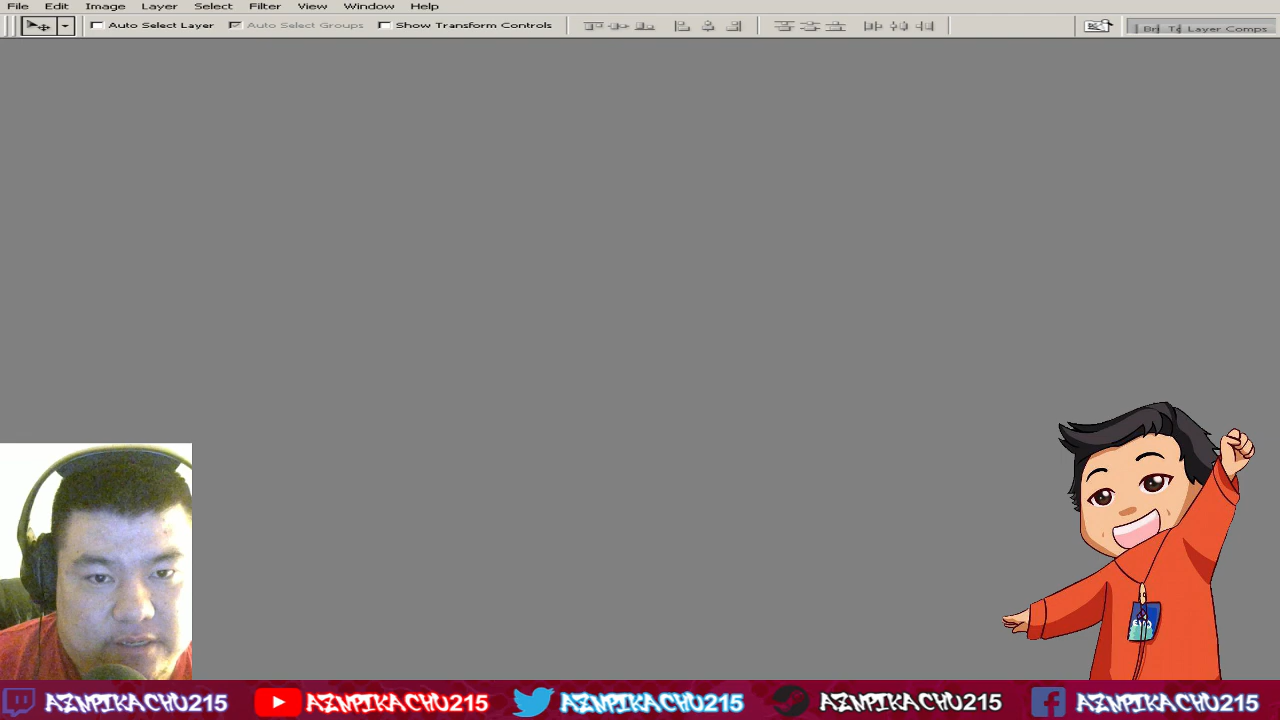 File Edit Image Layer Select Filter View Window Help
Auto Select Layer Auto Select Groups Show Transform Controls Layer Comps
AZNPIKACHU215 AZNPIKACHU215 AZNPIKACHU215 AZNPIKACHU215 AZNPIKACHU215